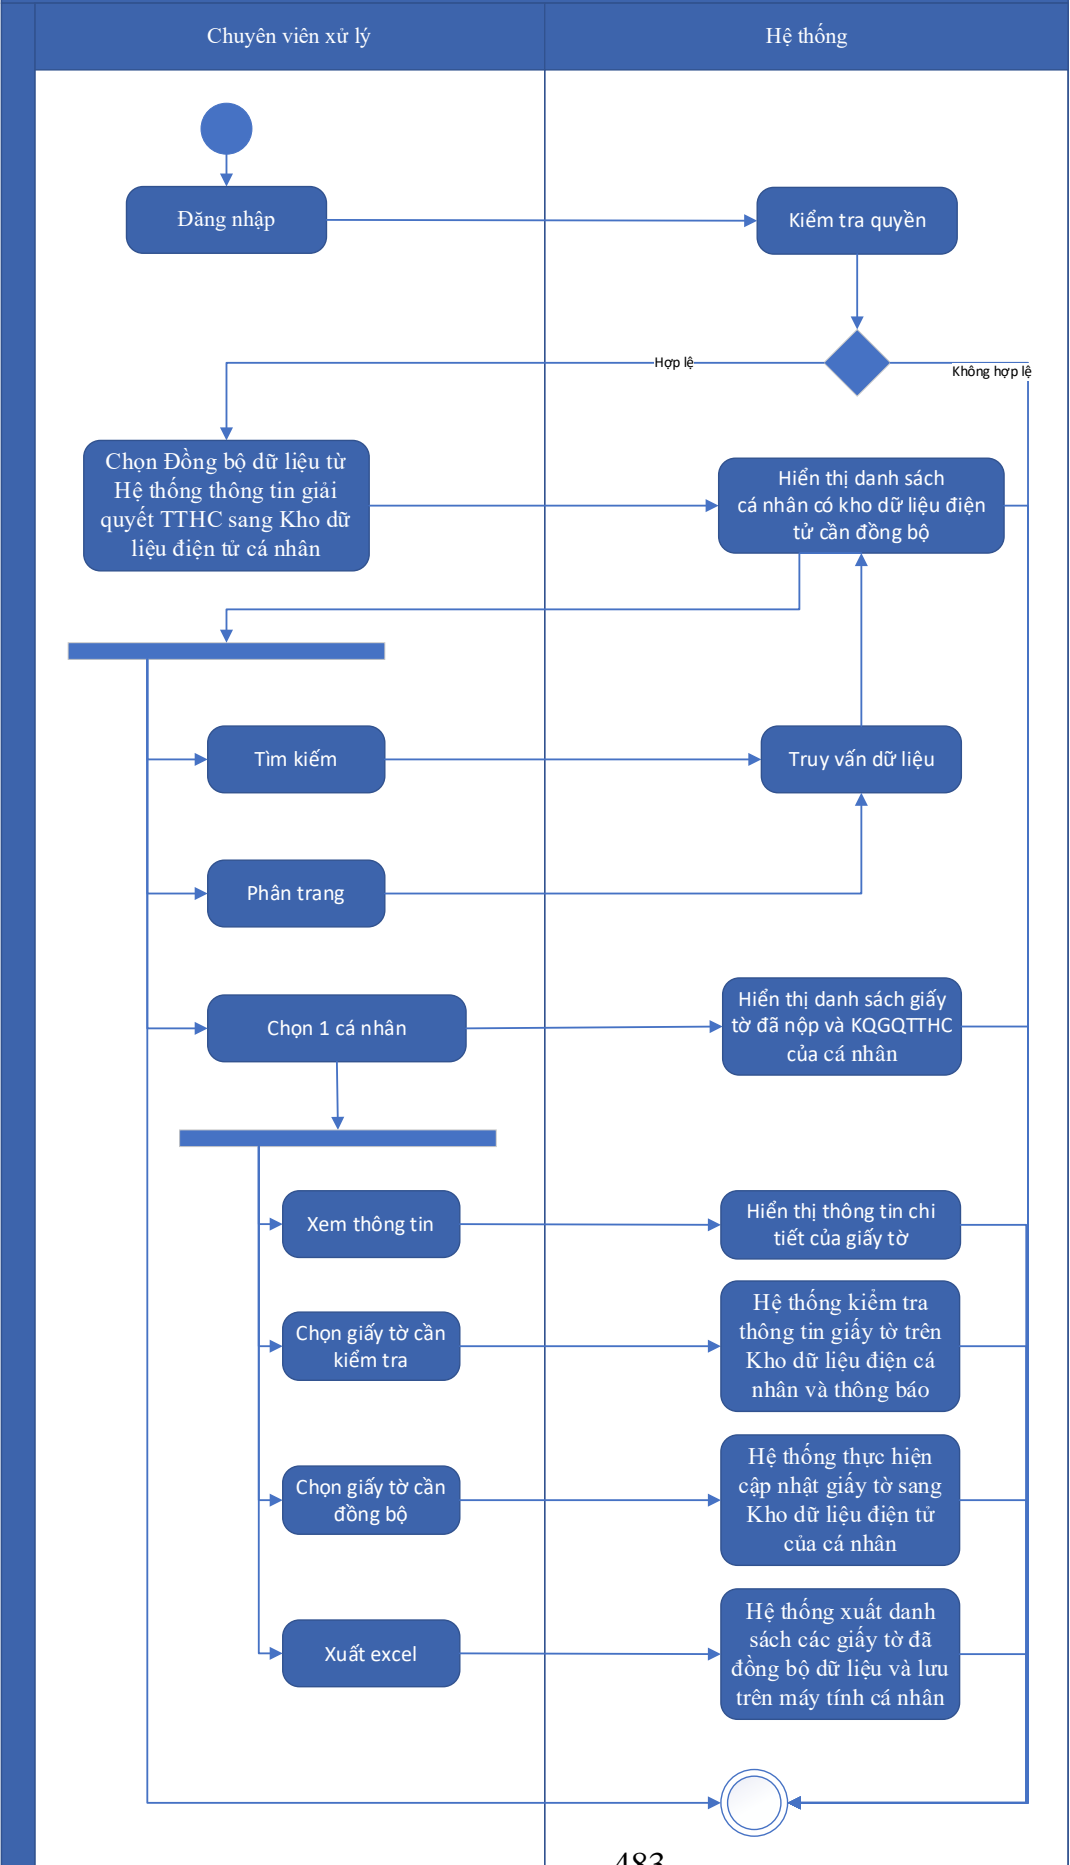 Chuyên viên xử lý
Hệ thống
Đăng nhập
Kiểm tra quyền
Hợp lệ
Không hợp lệ
Chọn Đồng bộ dữ liệu từ
Hệ thống thông tin giải
quyết TTHC sang Kho dữ
liệu điện tử cá nhân
Hiển thị danh sách
cá nhân có kho dữ liệu điện
tử cần đồng bộ
Tìm kiếm
Truy vấn dữ liệu
Phân trang
Chọn 1 cá nhân
Hiển thị danh sách giấy
tờ đã nộp và KQGQTTHC
của cá nhân
Xem thông tin
Hiển thị thông tin chi
tiết của giấy tờ
Chọn giấy tờ cần
kiểm tra
Hệ thống kiểm tra
thông tin giấy tờ trên
Kho dữ liệu điện cá
nhân và thông báo
Chọn giấy tờ cần
đồng bộ
Hệ thống thực hiện
cập nhật giấy tờ sang
Kho dữ liệu điện tử
của cá nhân
Xuất excel
Hệ thống xuất danh
sách các giấy tờ đã
đồng bộ dữ liệu và lưu
trên máy tính cá nhân
483